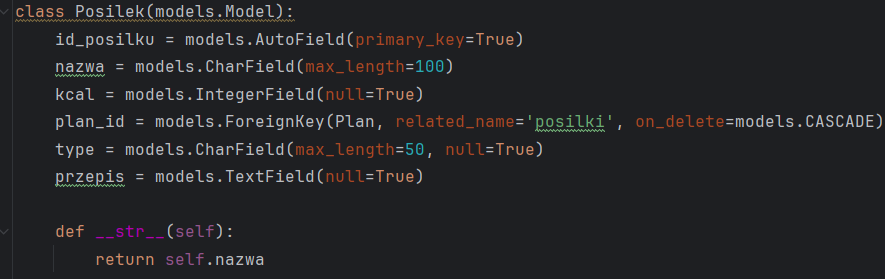 class Posilek(models.Model):
    id_posilku = models.AutoField(primary_key=True)
    nazwa = models.CharField(max_length=100)
    kcal = models.IntegerField(null=True)
    plan_id = models.ForeignKey(Plan, related_name='posilki', on_delete=models.CASCADE)
    type = models.CharField(max_length=50, null=True)
    przepis = models.TextField(null=True)

    def __str__(self):
        return self.nazwa